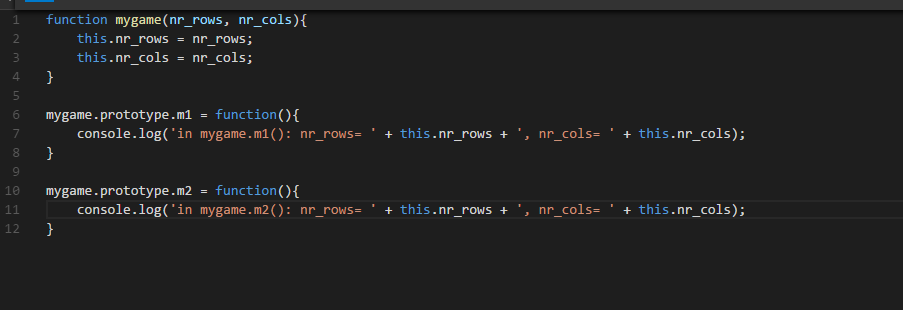 1 function mygame(nr_rows, nr_cols){
2     this.nr_rows = nr_rows;
3     this.nr_cols = nr_cols;
4 }
5
6 mygame.prototype.m1 = function(){
7     console.log('in mygame.m1(): nr_rows= ' + this.nr_rows + ', nr_cols= ' + this.nr_cols);
8 }
9
10 mygame.prototype.m2 = function(){
11     console.log('in mygame.m2(): nr_rows= ' + this.nr_rows + ', nr_cols= ' + this.nr_cols);
12 }